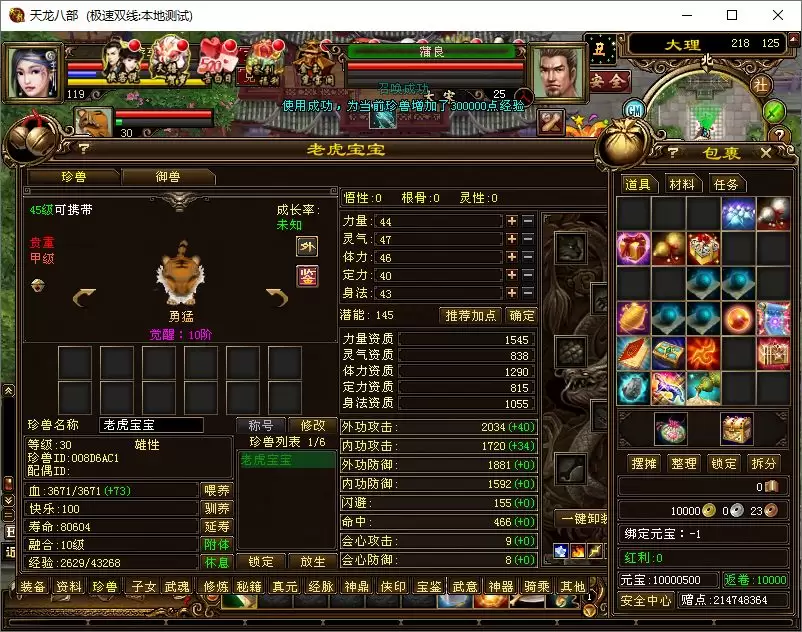 天龙八部 (极速双线:本地测试)
蒲良
大理 218 125
北
丑
安全
社
119
25
召唤成功
使用成功，为当前珍兽增加了300000点经验
30
老虎宝宝
包裹
珍兽 御兽
道具 材料 任务
45级可携带
成长率:
未知
贵重
甲级
外
鉴
勇猛
觉醒：10阶
悟性:0 根骨:0 灵性:0
力量: 44
灵气: 47
体力: 46
定力: 40
身法: 43
潜能: 145 推荐加点 确定
力量资质 1545
灵气资质 838
体力资质 1290
定力资质 815
身法资质 1055
外功攻击: 2034 (+40)
内功攻击: 1720 (+34)
外功防御: 1881 (+0)
内功防御: 1592 (+0)
闪避: 155 (+0)
命中: 466 (+0)
会心攻击: 9 (+0)
会心防御: 8 (+0)
珍兽名称 老虎宝宝 称号 修改
等级:30 雄性
珍兽ID:008D6AC1
配偶ID:
珍兽列表 1/6
老虎宝宝
血:3671/3671 (+73) 喂养
快乐:100 驯养
寿命:80604 延寿
融合:10级 附体
经验:2629/43268 休息
锁定 放生
一键卸装
摆摊 整理 锁定 拆分
0
10000 0 23
绑定元宝：-1
红利:0
元宝:10000500 返卷:10000
安全中心 赠点:214748364
装备 资料 珍兽 子女 武魂 修炼 秘籍 真元 经脉 神鼎 侠印 宝鉴 武意 神器 骑乘 其他